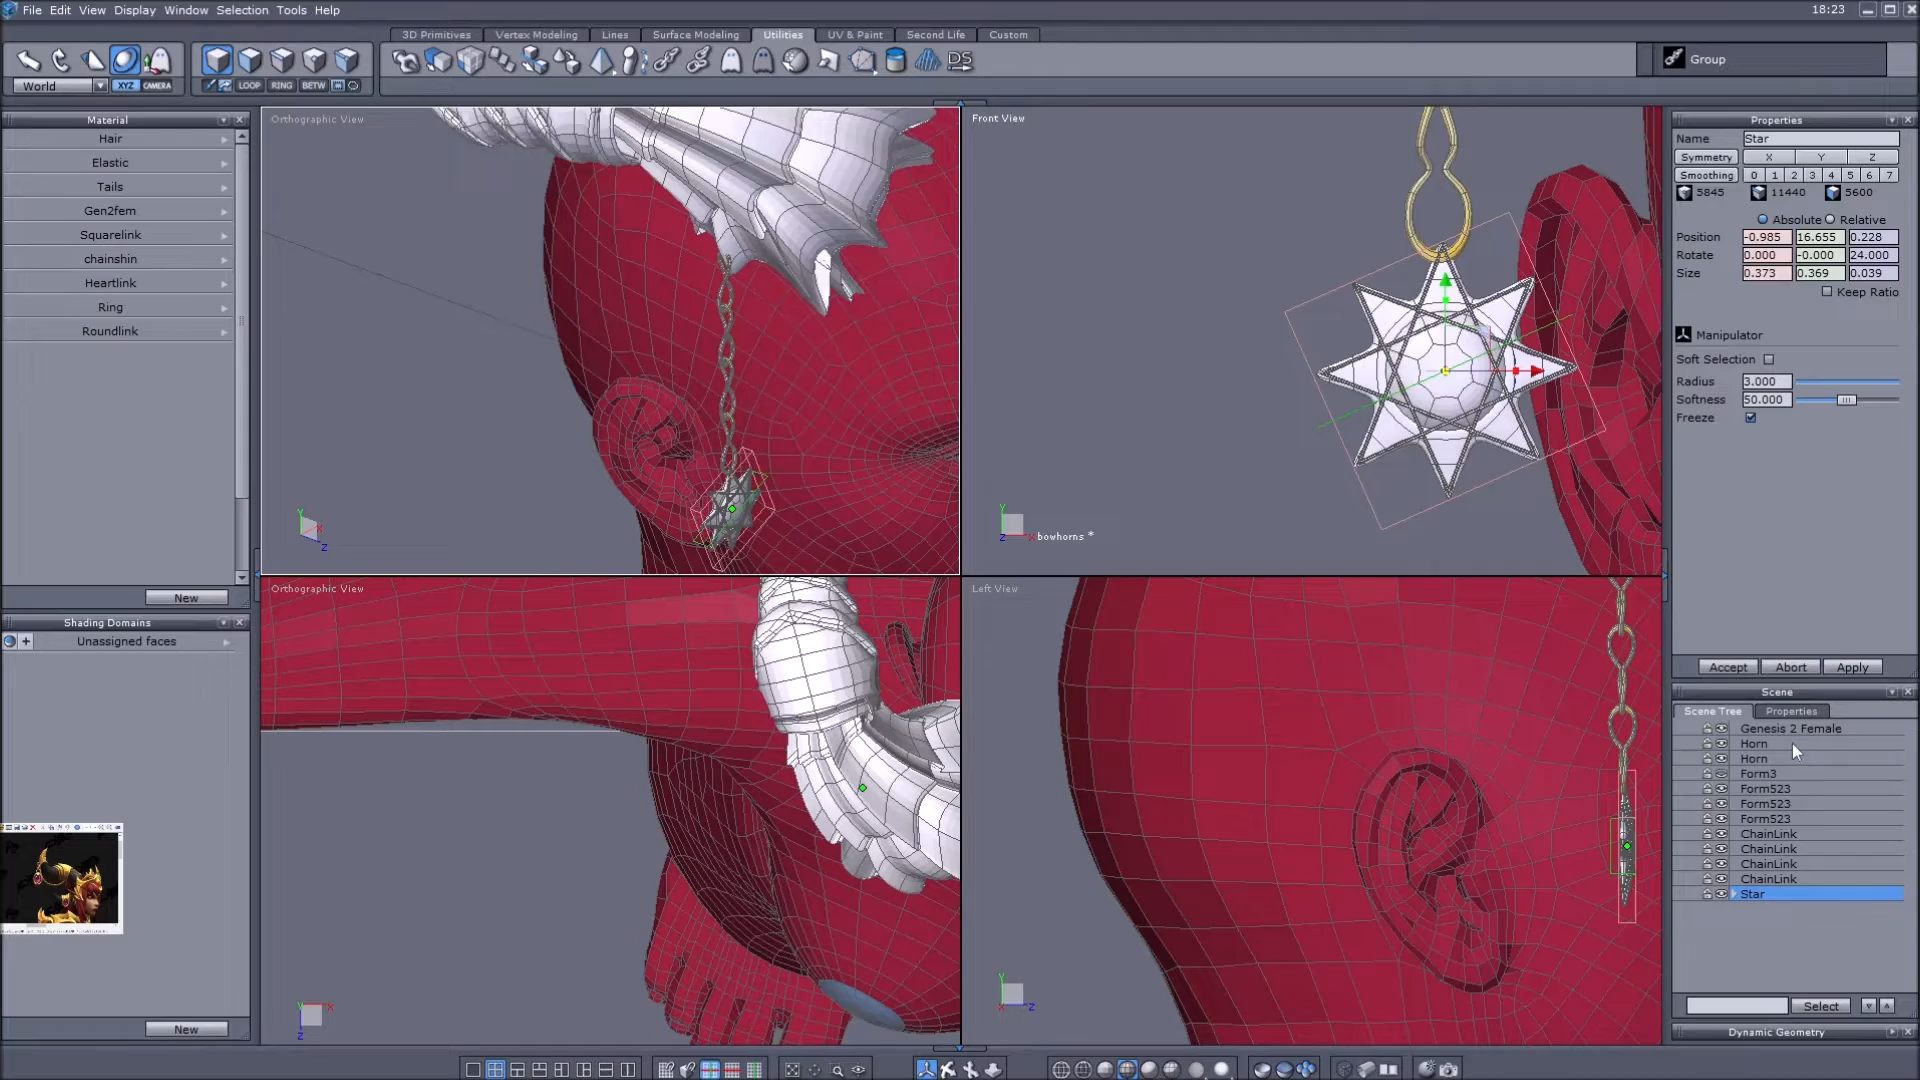 File Edit View Display Window Selection Tools Help
18:23
3D Primitives Vertex Modeling Lines Surface Modeling Utilities UV & Paint Second Life Custom
DS
Group
World
XYZ CAMERA
LOOP RING BETW
Material
Hair
Elastic
Tails
Gen2fem
Squarelink
chainshin
Heartlink
Ring
Roundlink
New
Shading Domains
Unassigned faces
New
Orthographic View
Front View
bowhorns *
Orthographic View
Left View
Properties
Name Star
Symmetry X Y Z
Smoothing 0 1 2 3 4 5 6 7
5845 11440 5600
Absolute Relative
Position -0.985 16.655 0.228
Rotate 0.000 -0.000 24.000
Size 0.373 0.369 0.039
Keep Ratio
Manipulator
Soft Selection
Radius 3.000
Softness 50.000
Freeze
Accept Abort Apply
Scene
Scene Tree Properties
Genesis 2 Female
Horn
Horn
Form3
Form523
Form523
Form523
ChainLink
ChainLink
ChainLink
ChainLink
Star
Select
Dynamic Geometry